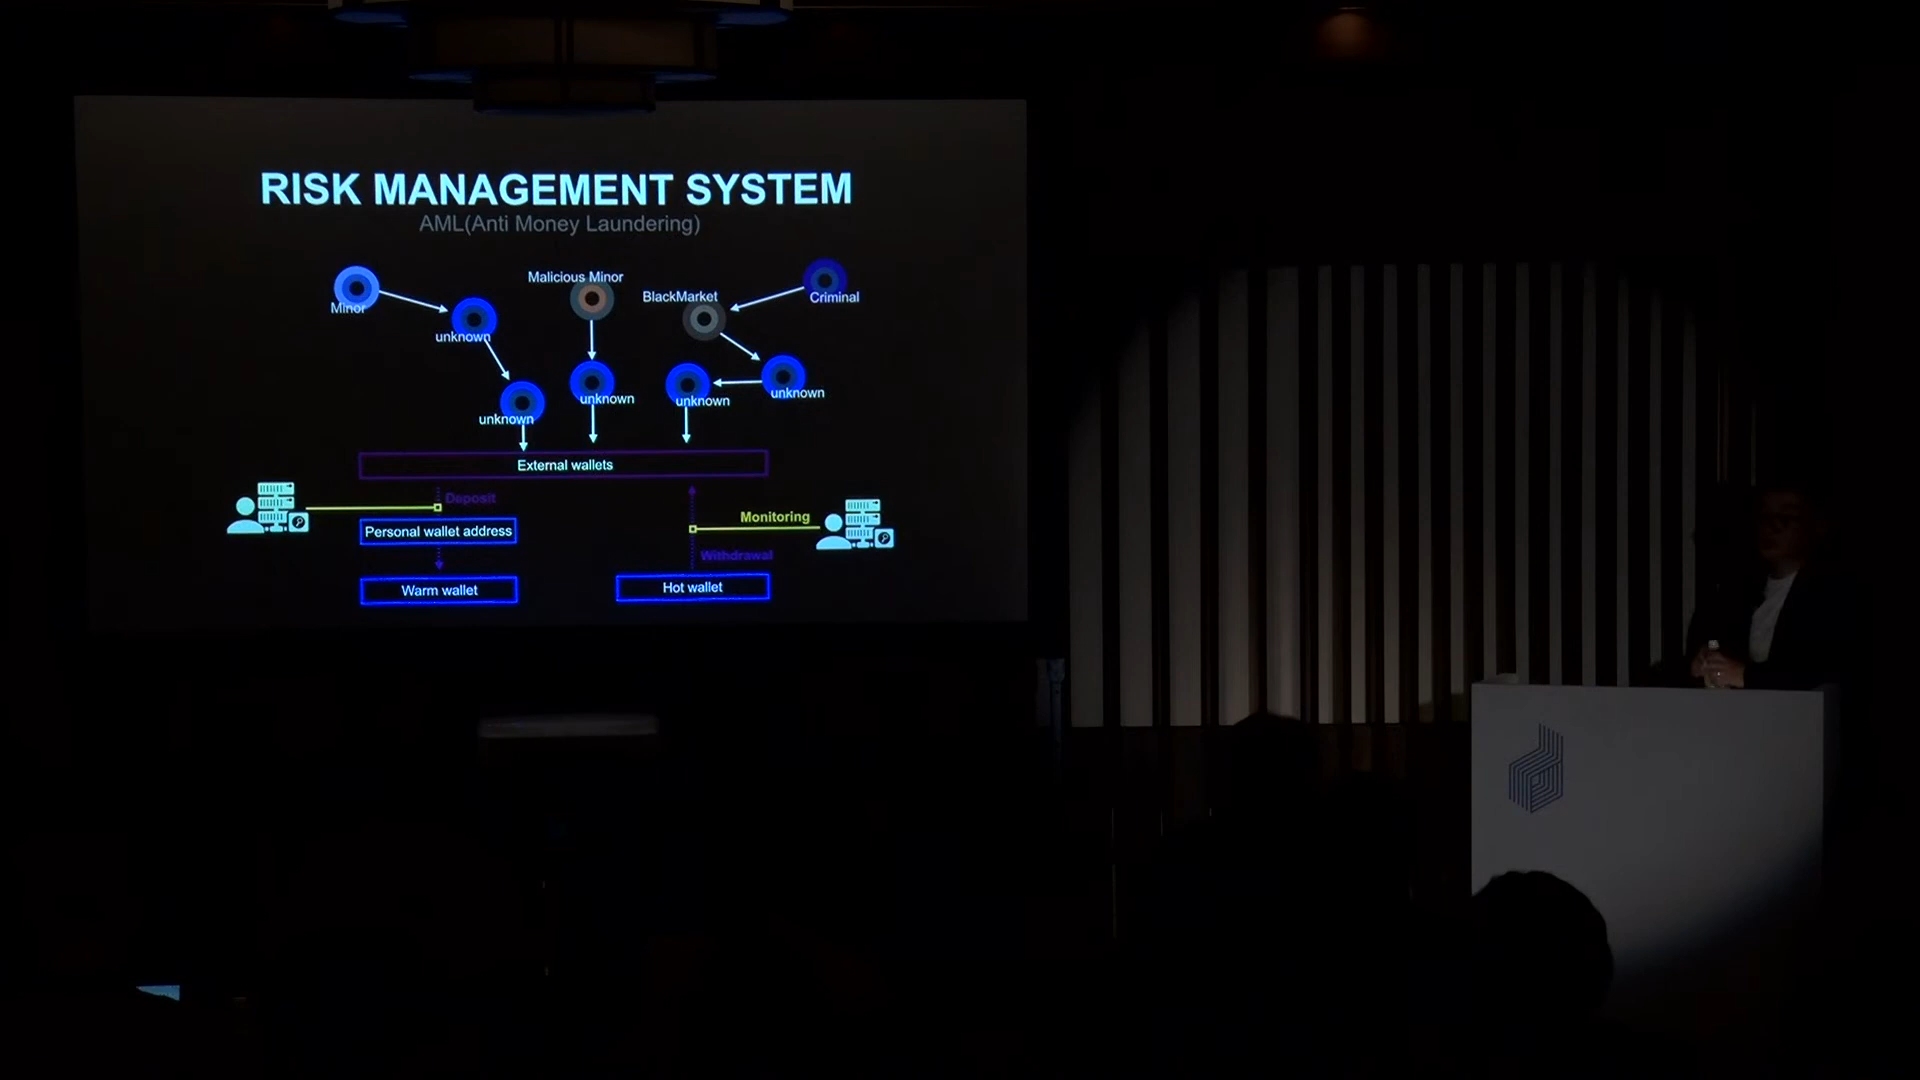 RISK MANAGEMENT SYSTEM
AML(Anti Money Laundering)
Malicious Minor
BlackMarket
Criminal
Minor
unknown
unknown
unknown
unknown
unknown
External wallets
Deposit
Monitoring
Personal wallet address
Withdrawal
Warm wallet
Hot wallet